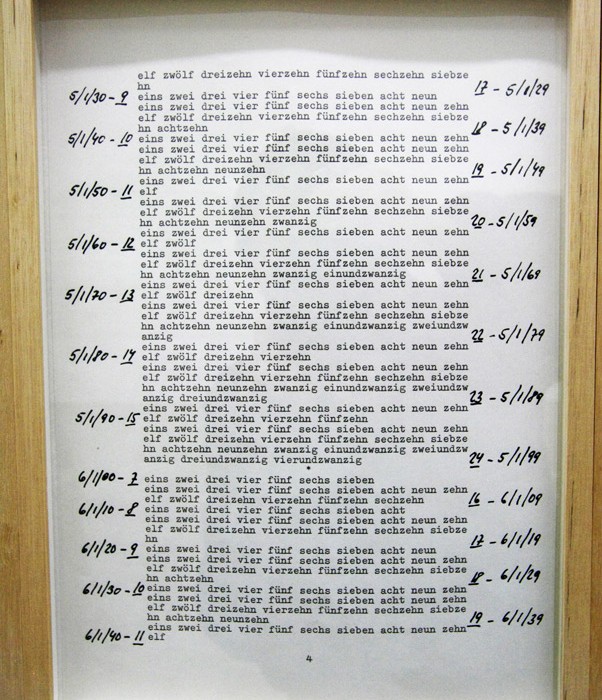 elf zwölf dreizehn vierzehn fünfzehn sechzehn siebze
hn 17 - 5/1/29
5/1/30 - 9 eins zwei drei vier fünf sechs sieben acht neun
eins zwei drei vier fünf sechs sieben acht neun zehn
elf zwölf dreizehn vierzehn fünfzehn sechzehn siebze
hn achtzehn 18 - 5/1/39
5/1/40 - 10 eins zwei drei vier fünf sechs sieben acht neun zehn
eins zwei drei vier fünf sechs sieben acht neun zehn
elf zwölf dreizehn vierzehn fünfzehn sechzehn siebze
hn achtzehn neunzehn 19 - 5/1/49
eins zwei drei vier fünf sechs sieben acht neun zehn
5/1/50 - 11 elf
eins zwei drei vier fünf sechs sieben acht neun zehn
elf zwölf dreizehn vierzehn fünfzehn sechzehn siebze
hn achtzehn neunzehn zwanzig 20 - 5/1/59
eins zwei drei vier fünf sechs sieben acht neun zehn
5/1/60 - 12 elf zwölf
eins zwei drei vier fünf sechs sieben acht neun zehn
elf zwölf dreizehn vierzehn fünfzehn sechzehn siebze
hn achtzehn neunzehn zwanzig einundzwanzig 21 - 5/1/69
eins zwei drei vier fünf sechs sieben acht neun zehn
5/1/70 - 13 elf zwölf dreizehn
eins zwei drei vier fünf sechs sieben acht neun zehn
elf zwölf dreizehn vierzehn fünfzehn sechzehn siebze
hn achtzehn neunzehn zwanzig einundzwanzig zweiundzw
anzig 22 - 5/1/79
eins zwei drei vier fünf sechs sieben acht neun zehn
5/1/80 - 14 elf zwölf dreizehn vierzehn
eins zwei drei vier fünf sechs sieben acht neun zehn
elf zwölf dreizehn vierzehn fünfzehn sechzehn siebze
hn achtzehn neunzehn zwanzig einundzwanzig zweiundzw
anzig dreiundzwanzig 23 - 5/1/89
eins zwei drei vier fünf sechs sieben acht neun zehn
5/1/90 - 15 elf zwölf dreizehn vierzehn fünfzehn
eins zwei drei vier fünf sechs sieben acht neun zehn
elf zwölf dreizehn vierzehn fünfzehn sechzehn siebze
hn achtzehn neunzehn zwanzig einundzwanzig zweiundzw
anzig dreiundzwanzig vierundzwanzig 24 - 5/1/99
6/1/00 - 7 eins zwei drei vier fünf sechs sieben
eins zwei drei vier fünf sechs sieben acht neun zehn
elf zwölf dreizehn vierzehn fünfzehn sechzehn 16 - 6/1/09
6/1/10 - 8 eins zwei drei vier fünf sechs sieben acht
eins zwei drei vier fünf sechs sieben acht neun zehn
elf zwölf dreizehn vierzehn fünfzehn sechzehn siebze
hn 17 - 6/1/19
6/1/20 - 9 eins zwei drei vier fünf sechs sieben acht neun
eins zwei drei vier fünf sechs sieben acht neun zehn
elf zwölf dreizehn vierzehn fünfzehn sechzehn siebze
hn achtzehn 18 - 6/1/29
6/1/30 - 10 eins zwei drei vier fünf sechs sieben acht neun zehn
eins zwei drei vier fünf sechs sieben acht neun zehn
elf zwölf dreizehn vierzehn fünfzehn sechzehn siebze
hn achtzehn neunzehn 19 - 6/1/39
eins zwei drei vier fünf sechs sieben acht neun zehn
6/1/40 - 11 elf
4